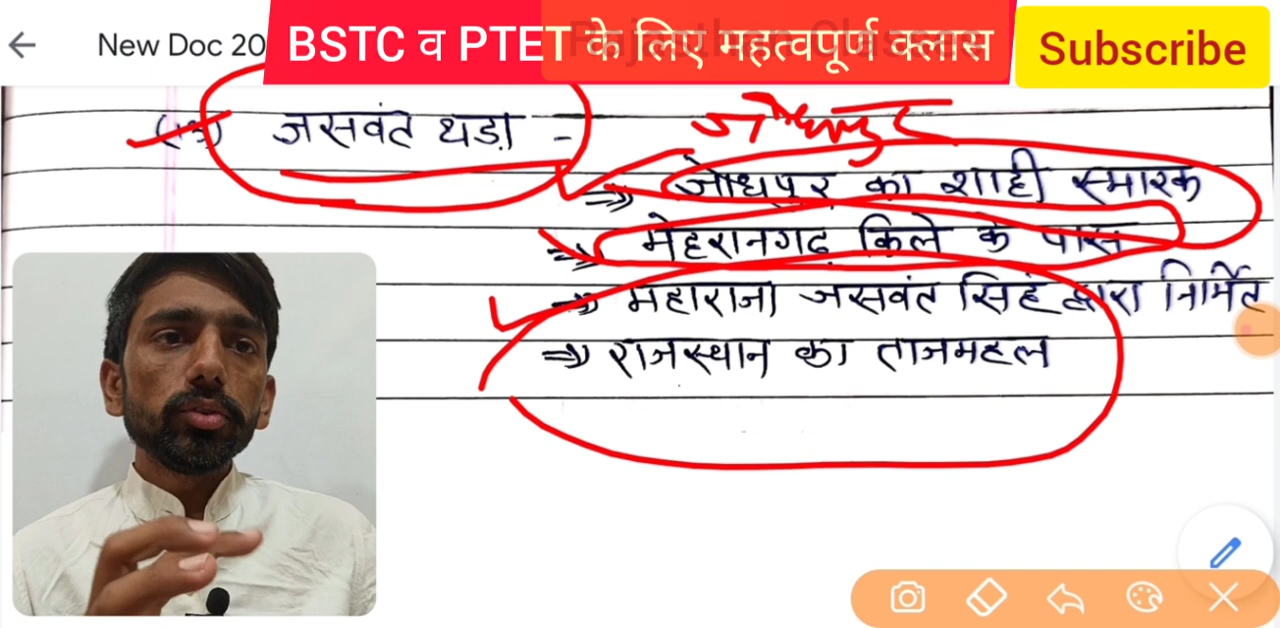 New Doc 20
BSTC व PTET के लिए महत्वपूर्ण क्लास
Subscribe
जसवंत थडा -
जोधपुर
⇒ जोधपुर का शाही स्मारक
⇒ मेहरानगढ़ किले के पास
⇒ महाराजा जसवंत सिहं द्वारा निर्मित
⇒ राजस्थान का ताजमहल